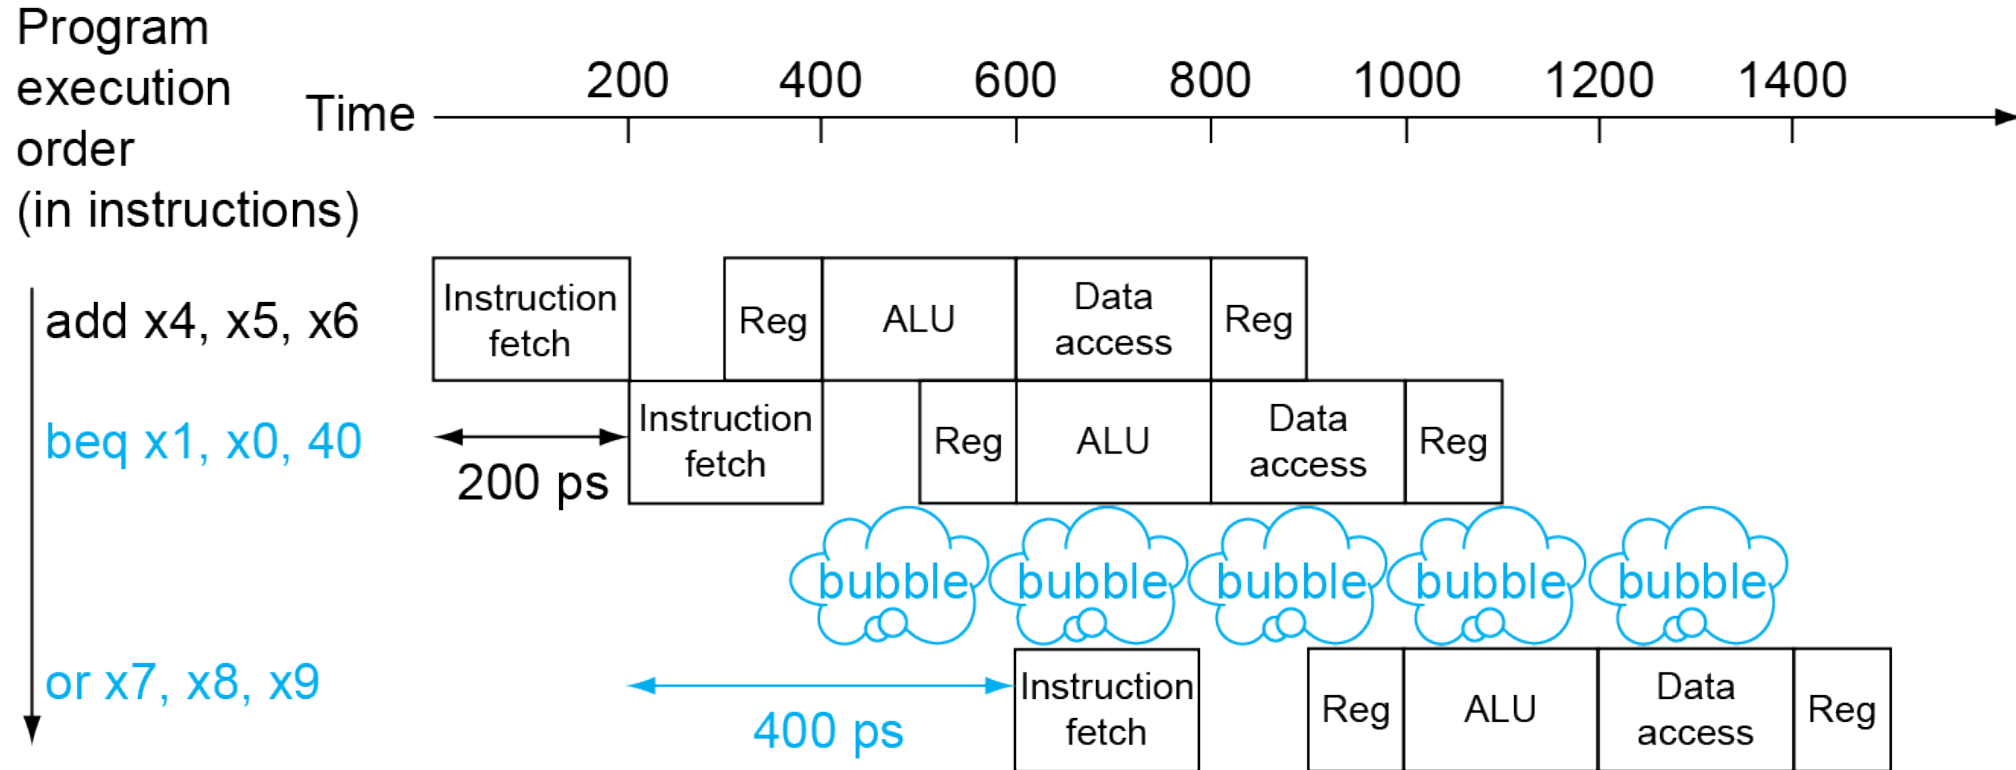 Program
execution
order
(in instructions)
Time
200 400 600 800 1000 1200 1400
add x4, x5, x6
Instruction
fetch
Reg
ALU
Data
access
Reg
beq x1, x0, 40
200 ps
Instruction
fetch
Reg
ALU
Data
access
Reg
bubble bubble bubble bubble bubble
or x7, x8, x9
400 ps
Instruction
fetch
Reg
ALU
Data
access
Reg